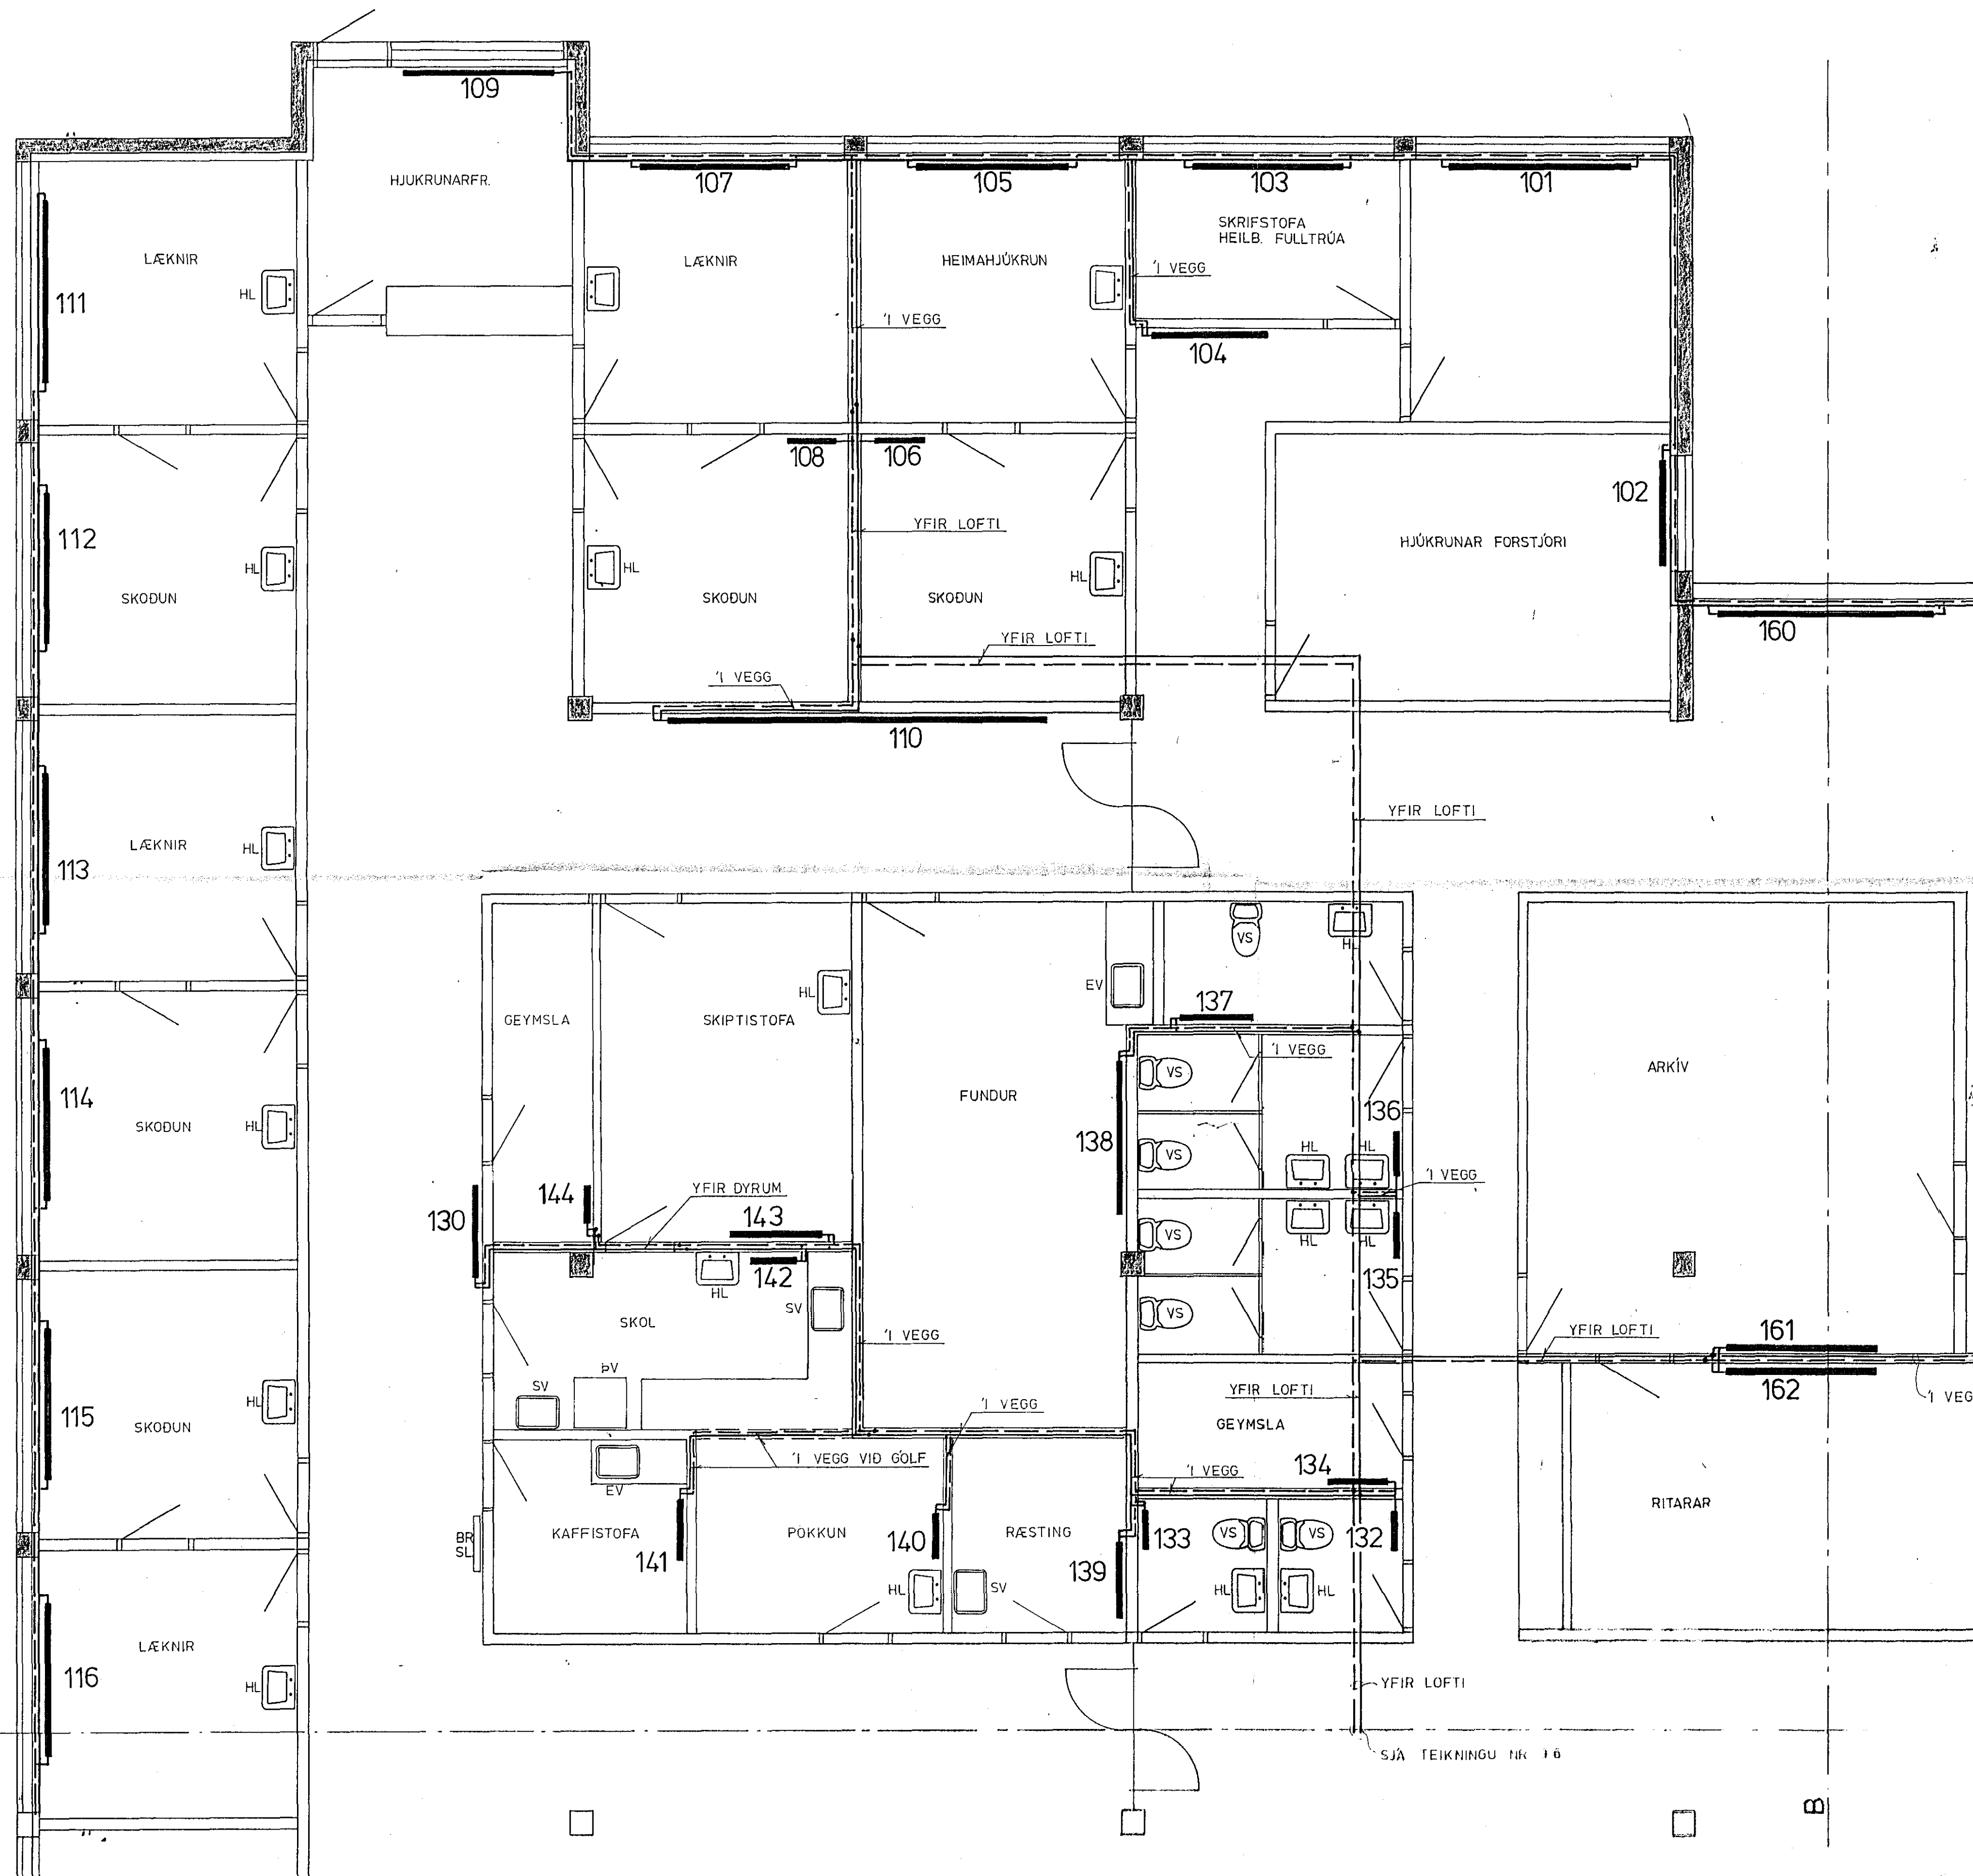 109
HJUKRUNARFR.
107
105
103
101
SKRIFSTOFA
HEILB. FULLTRÚA
LÆKNIR
LÆKNIR
HEIMAHJÚKRUN
Í VEGG
HL
111
Í VEGG
104
108
106
102
112
YFIR LOFTI
HJÚKRUNAR FORSTJÓRI
HL
HL
HL
SKOÐUN
SKOÐUN
SKOÐUN
160
YFIR LOFTI
Í VEGG
110
YFIR LOFTI
LÆKNIR
HL
113
VS
HL
EV
HL
137
GEYMSLA
SKIPTISTOFA
Í VEGG
VS
ARKÍV
114
FUNDUR
136
SKOÐUN
HL
138
HL
HL
VS
Í VEGG
YFIR DYRUM
144
130
143
VS
HL
HL
142
135
HL
SV
VS
SKOL
YFIR LOFTI
161
Í VEGG
ÞV
SV
162
YFIR LOFTI
Í VEG
HL
115
Í VEGG
GEYMSLA
SKOÐUN
Í VEGG VIÐ GÓLF
Í VEGG
134
EV
RITARAR
BR
SL
KAFFISTOFA
PÖKKUN
140
RÆSTING
133
VS
VS
132
141
139
HL
SV
HL
HL
LÆKNIR
116
HL
YFIR LOFTI
SJÁ TEIKNINGU NR
B